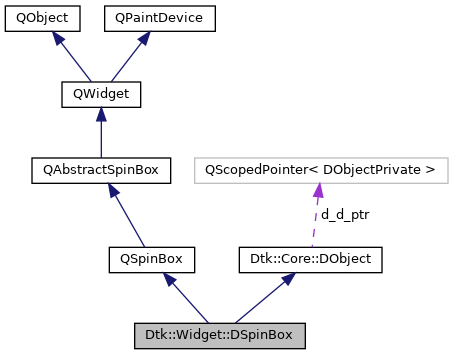 QObject
QPaintDevice
QWidget
QAbstractSpinBox
QScopedPointer< DObjectPrivate >
d_d_ptr
QSpinBox
Dtk::Core::DObject
Dtk::Widget::DSpinBox